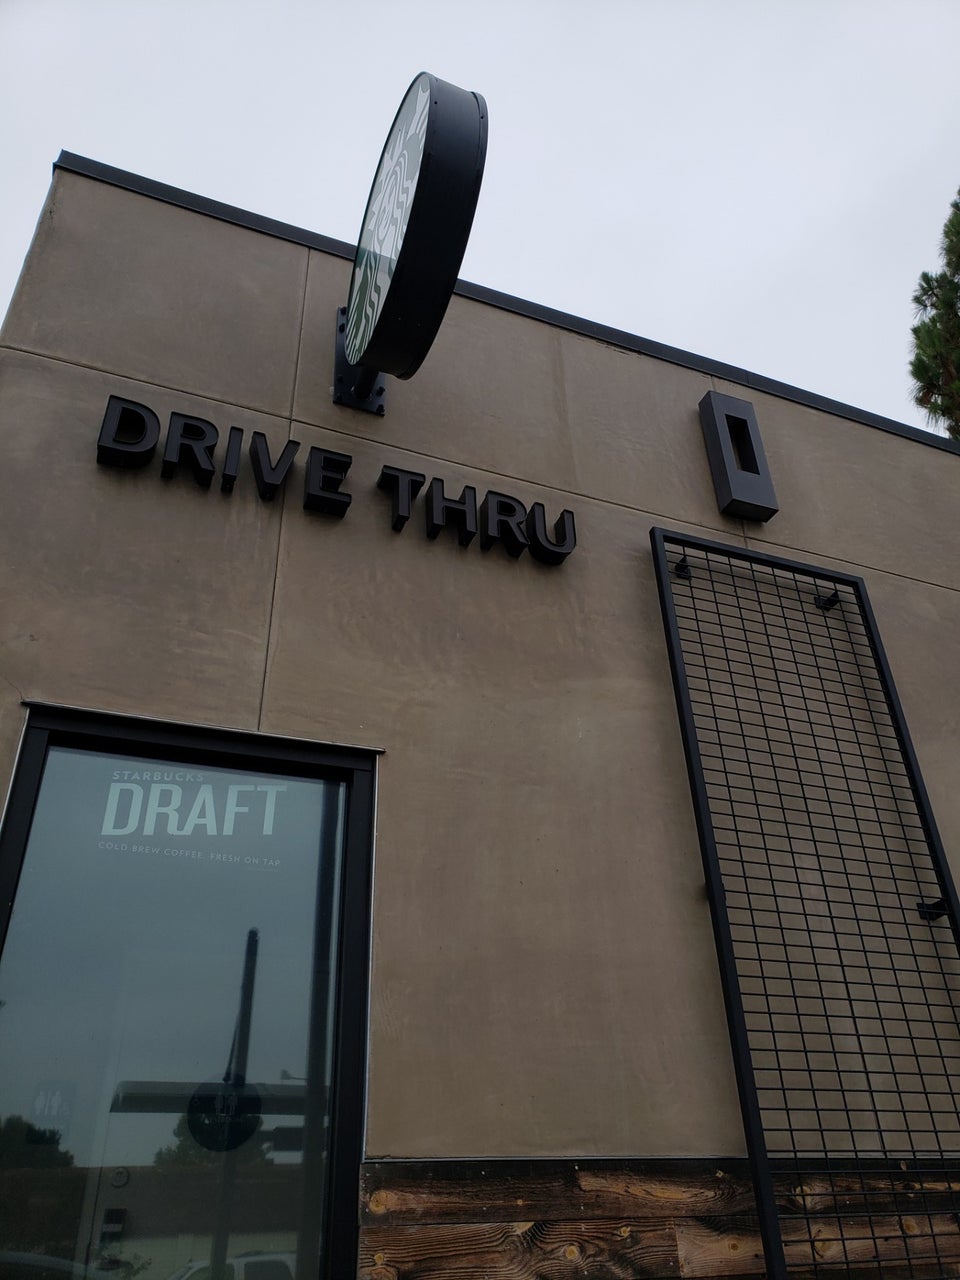 DRIVE THRU
STARBUCKS
DRAFT
COLD BREW COFFEE. FRESH ON TAP